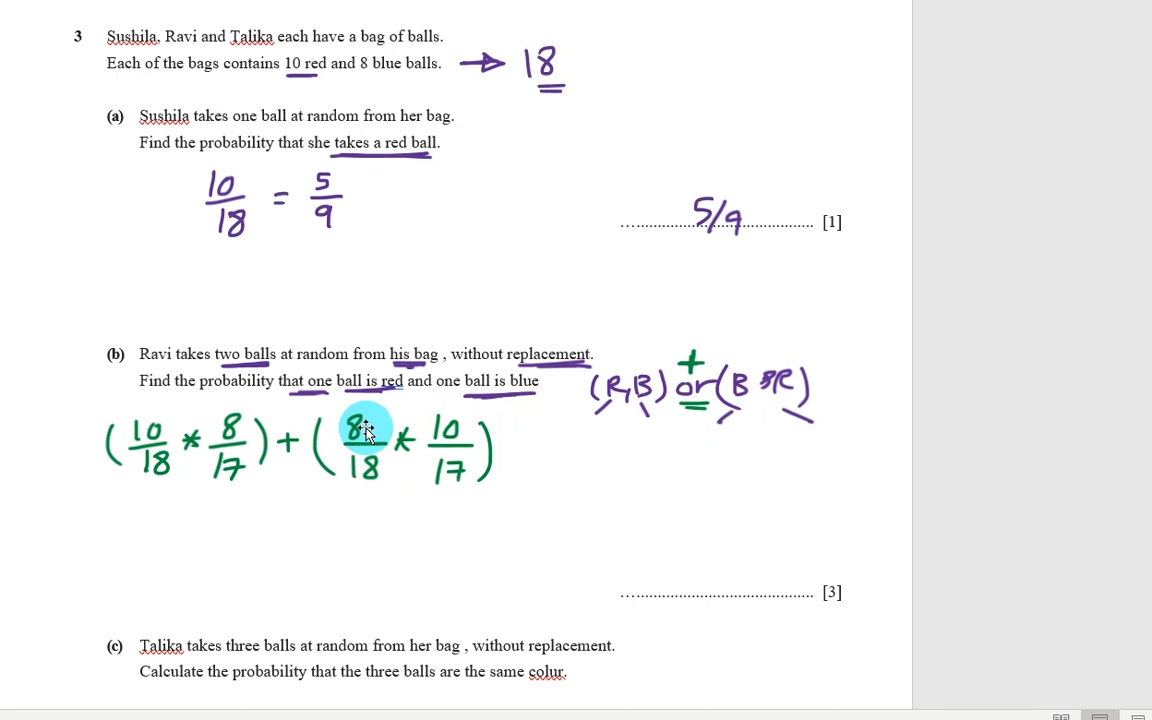 3 Sushila, Ravi and Talika each have a bag of balls.
Each of the bags contains 10 red and 8 blue balls. → 18
(a) Sushila takes one ball at random from her bag.
Find the probability that she takes a red ball.
10/18 = 5/9
5/9 [1]
(b) Ravi takes two balls at random from his bag , without replacement.
Find the probability that one ball is red and one ball is blue
+
(R,B) or (B R)
(10/18 * 8/17) + (8/18 * 10/17)
[3]
(c) Talika takes three balls at random from her bag , without replacement.
Calculate the probability that the three balls are the same colur.